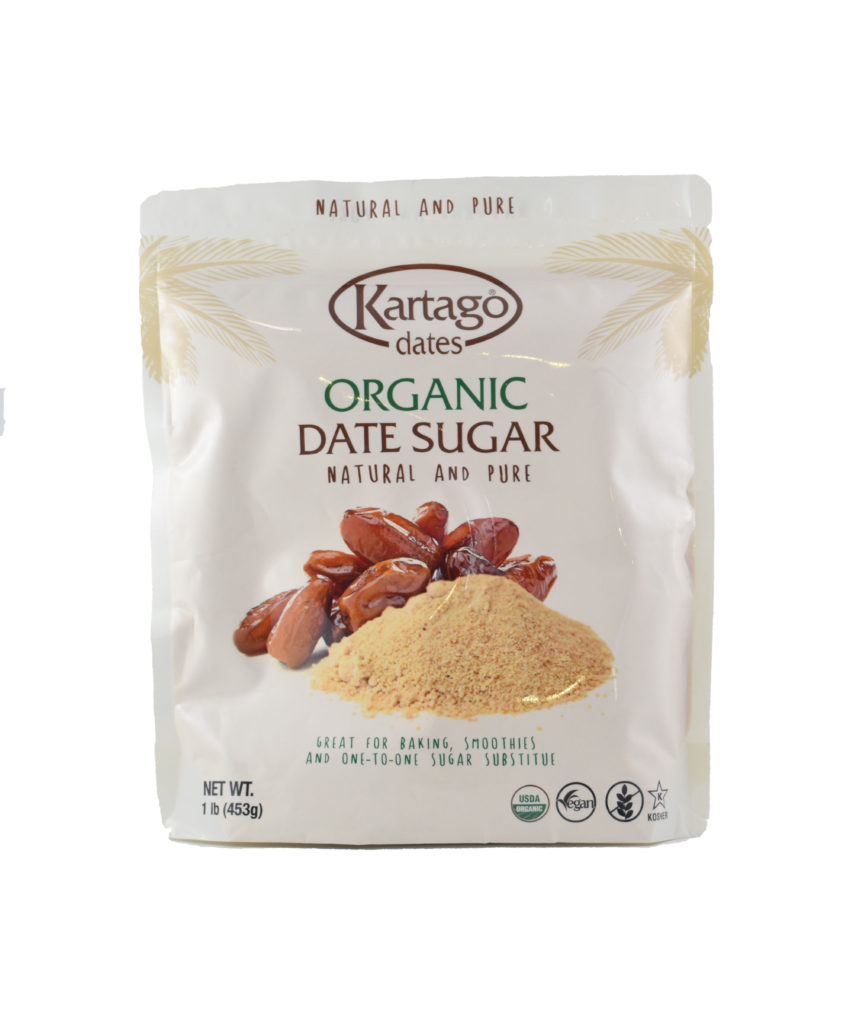 NATURAL AND PURE
Kartago®
dates
ORGANIC
DATE SUGAR
NATURAL AND PURE
GREAT FOR BAKING, SMOOTHIES
AND ONE-TO-ONE SUGAR SUBSTITUE
NET WT.
1 lb (453g)
USDA
ORGANIC
Vegan
K
KOSHER